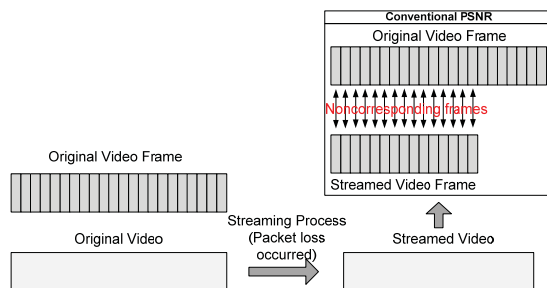 Conventional PSNR
Original Video Frame
Noncorresponding frames
Streamed Video Frame
Original Video Frame
Original Video
Streaming Process
(Packet loss
occurred)
Streamed Video